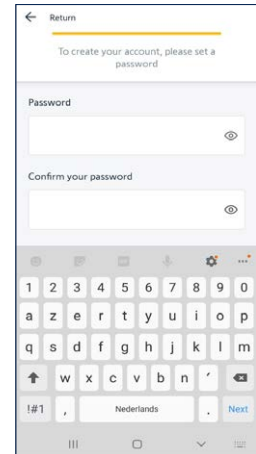 Return
To create your account, please set a
password
Password
Confirm your password
1 2 3 4 5 6 7 8 9 0
a z e r t y u i o p
q s d f g h j k l m
w x c v b n ´
!#1 , Nederlands . Next